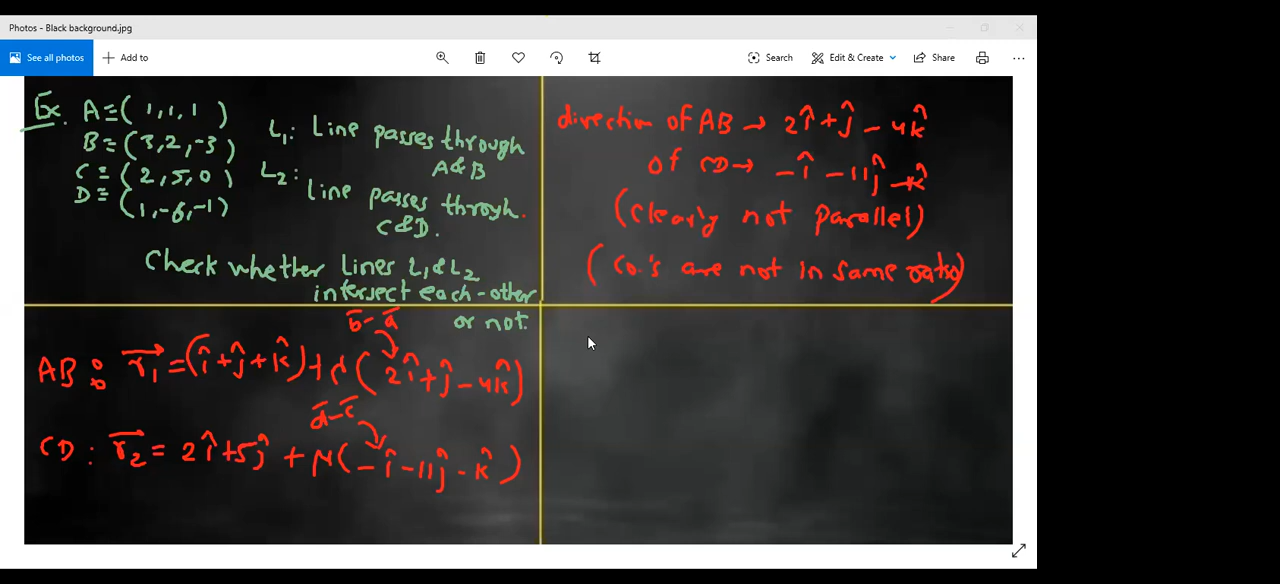 Photos - Black background.jpg
See all photos
Add to
Search
Edit & Create
Share
Ex. A ≡ ( 1, 1, 1 )
B ≡ ( 3, 2, -3 )
C ≡ ( 2, 5, 0 )
D ≡ ( 1, -6, -1 )
L₁: Line passes through
A & B
L₂: Line passes through.
C & D.
Check whether Lines L₁ & L₂
intersect each-other
or not.
b̅ - a̅
AB : r₁⃗ = (î + ĵ + k̂) + λ ( 2î + ĵ - 4k̂ )
d̅ - c̅
CD : r₂⃗ = 2î + 5ĵ + μ ( -î - 11ĵ - k̂ )
direction of AB → 2î + ĵ - 4k̂
of CD → -î - 11ĵ - k̂
(clearly not parallel)
( co.'s are not in same ratio)